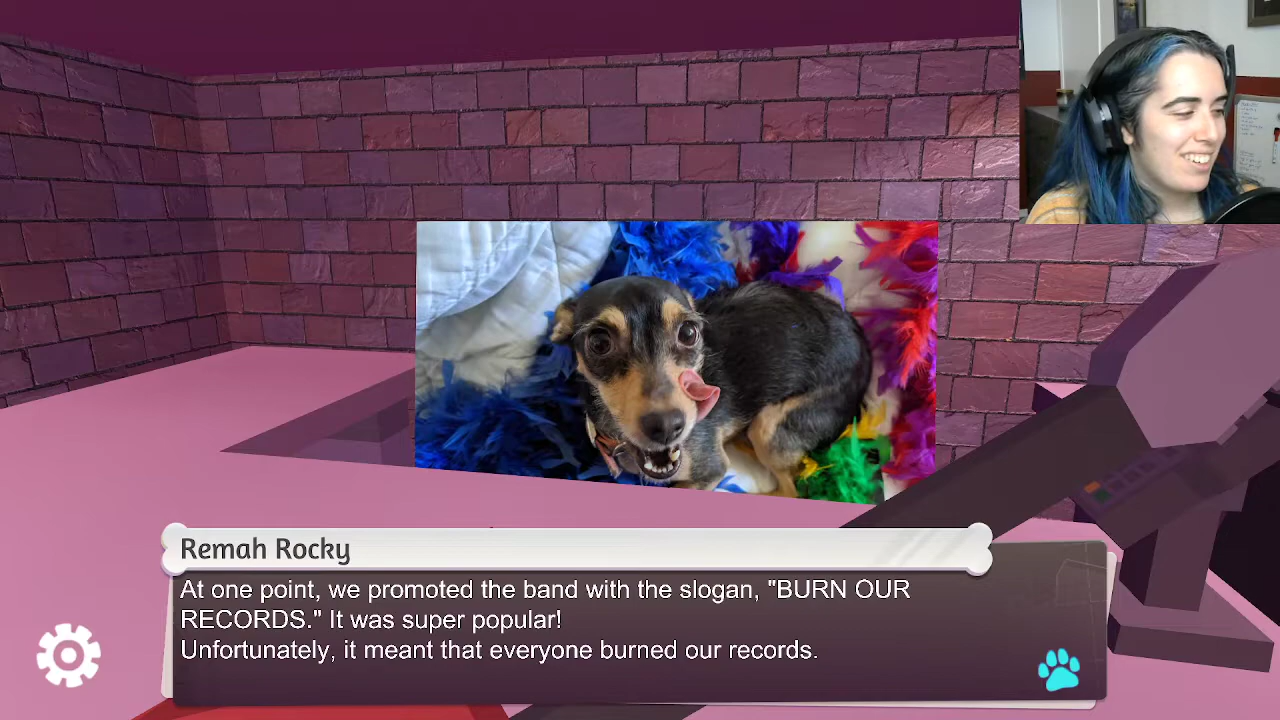 Remah Rocky
At one point, we promoted the band with the slogan, "BURN OUR
RECORDS." It was super popular!
Unfortunately, it meant that everyone burned our records.